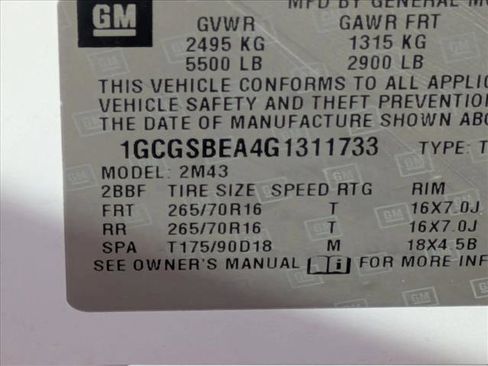 GM
MFD BY GENERAL
GVWR GAWR FRT
2495 KG 1315 KG
5500 LB 2900 LB
THIS VEHICLE CONFORMS TO ALL APPLIC
VEHICLE SAFETY AND THEFT PREVENTION
THE DATE OF MANUFACTURE SHOWN ABO
1GCGSBEA4G1311733 TYPE: T
MODEL: 2M43
2BBF TIRE SIZE SPEED RTG RIM
FRT 265/70R16 T 16X7.0J
RR 265/70R16 T 16X7.0J
SPA T175/90D18 M 18X4.5B
SEE OWNER'S MANUAL i FOR MORE INF